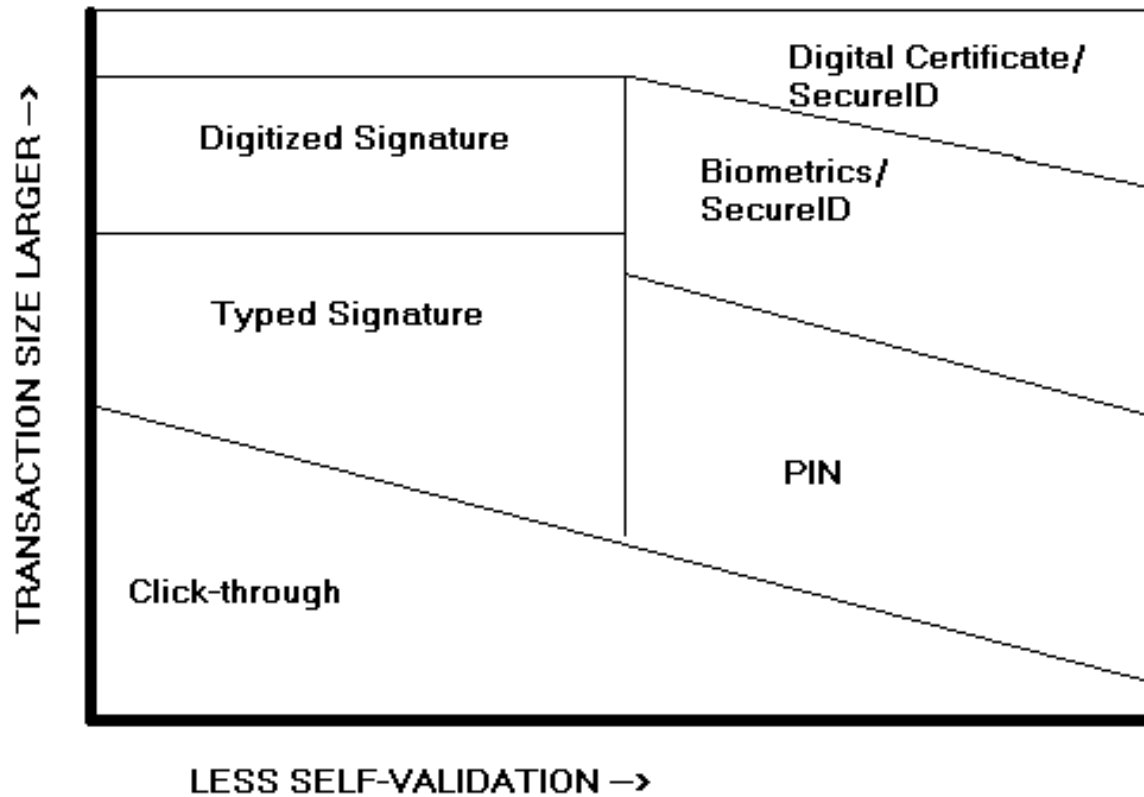 TRANSACTION SIZE LARGER -->
Digital Certificate/
SecureID
Digitized Signature
Biometrics/
SecureID
Typed Signature
PIN
Click-through
LESS SELF-VALIDATION -->